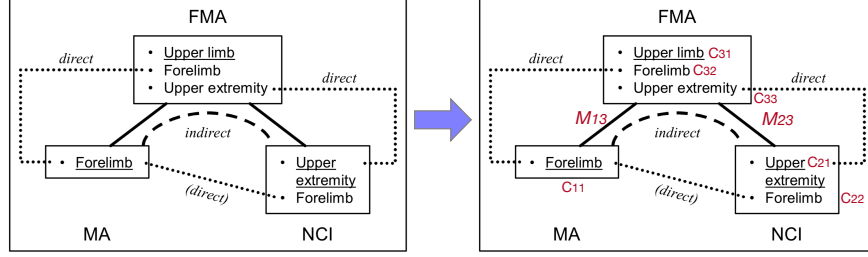 FMA
• Upper limb
direct
• Forelimb
direct
• Upper extremity
indirect
• Forelimb
• Upper
extremity
(direct)
• Forelimb
MA
NCI
FMA
• Upper limb C31
direct
• Forelimb C32
direct
• Upper extremity
C33
M13
M23
indirect
• Forelimb
• Upper C21
extremity
C11
(direct)
• Forelimb
C22
MA
NCI